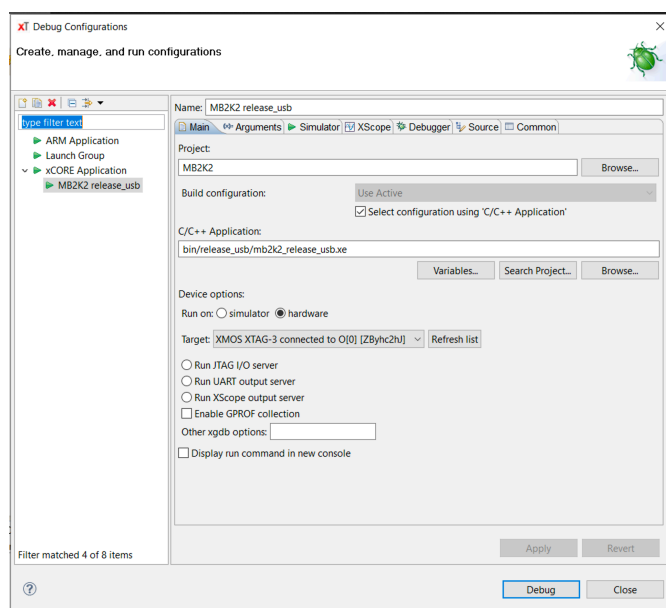 XT Debug Configurations
Create, manage, and run configurations
type filter text
ARM Application
Launch Group
xCORE Application
MB2K2 release_usb
Filter matched 4 of 8 items
Name: MB2K2 release_usb
Main Arguments Simulator XScope Debugger Source Common
Project:
MB2K2 Browse...
Build configuration: Use Active
Select configuration using 'C/C++ Application'
C/C++ Application:
bin/release_usb/mb2k2_release_usb.xe
Variables... Search Project... Browse...
Device options:
Run on: simulator hardware
Target: XMOS XTAG-3 connected to O[0] [ZByhc2hJ] Refresh list
Run JTAG I/O server
Run UART output server
Run XScope output server
Enable GPROF collection
Other xgdb options:
Display run command in new console
Apply Revert
? Debug Close